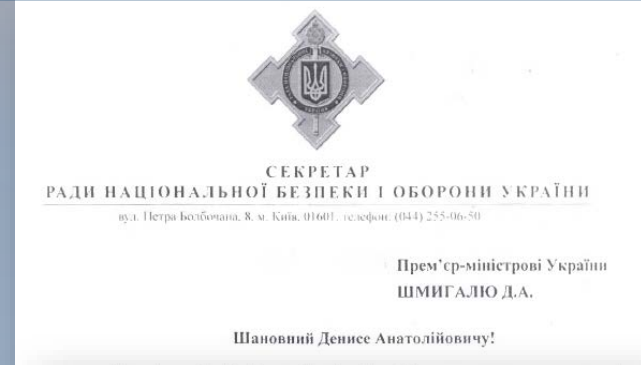 СЕКРЕТАР
РАДИ НАЦІОНАЛЬНОЇ БЕЗПЕКИ І ОБОРОНИ УКРАЇНИ
вул. Петра Болбочана, 8, м. Київ, 01601, телефон: (044) 255-06-50
Прем’єр-міністрові України
ШМИГАЛЮ Д.А.
Шановний Денисе Анатолійовичу!